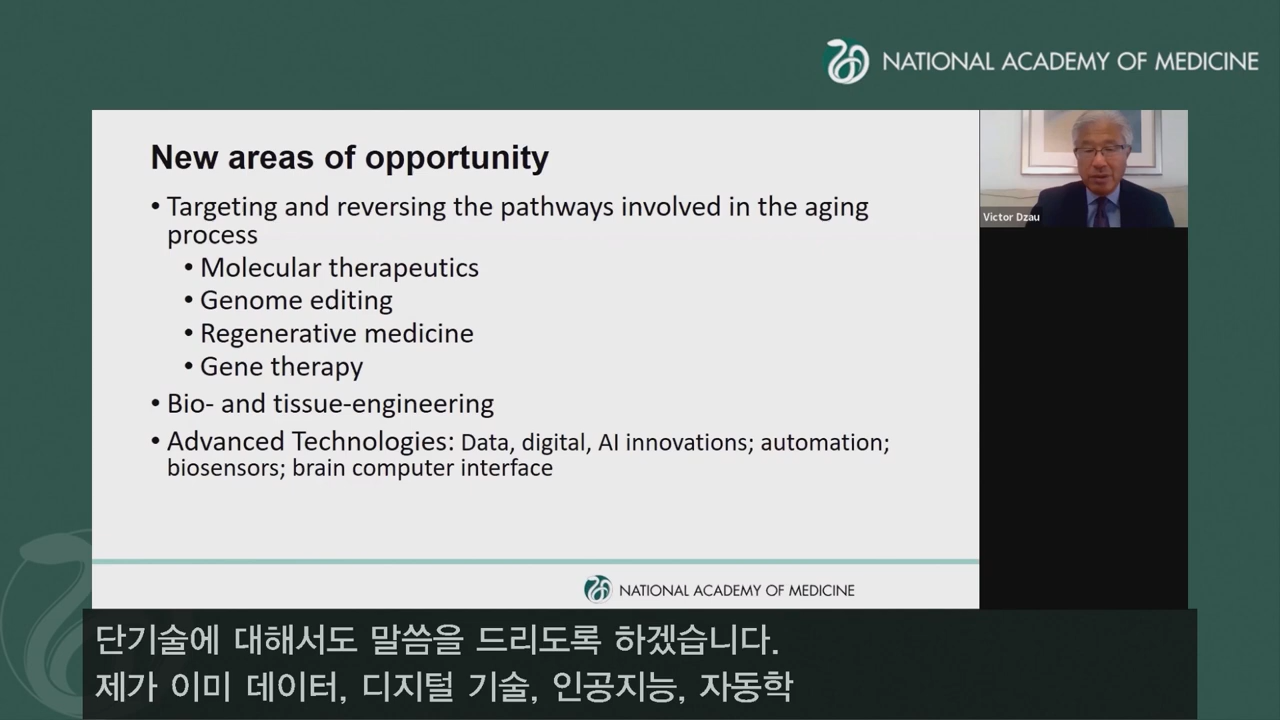 NATIONAL ACADEMY OF MEDICINE
New areas of opportunity
• Targeting and reversing the pathways involved in the aging
process
• Molecular therapeutics
• Genome editing
• Regenerative medicine
• Gene therapy
• Bio- and tissue-engineering
• Advanced Technologies: Data, digital, AI innovations; automation;
biosensors; brain computer interface
NATIONAL ACADEMY OF MEDICINE
Victor Dzau
단기술에 대해서도 말씀을 드리도록 하겠습니다.
제가 이미 데이터, 디지털 기술, 인공지능, 자동학